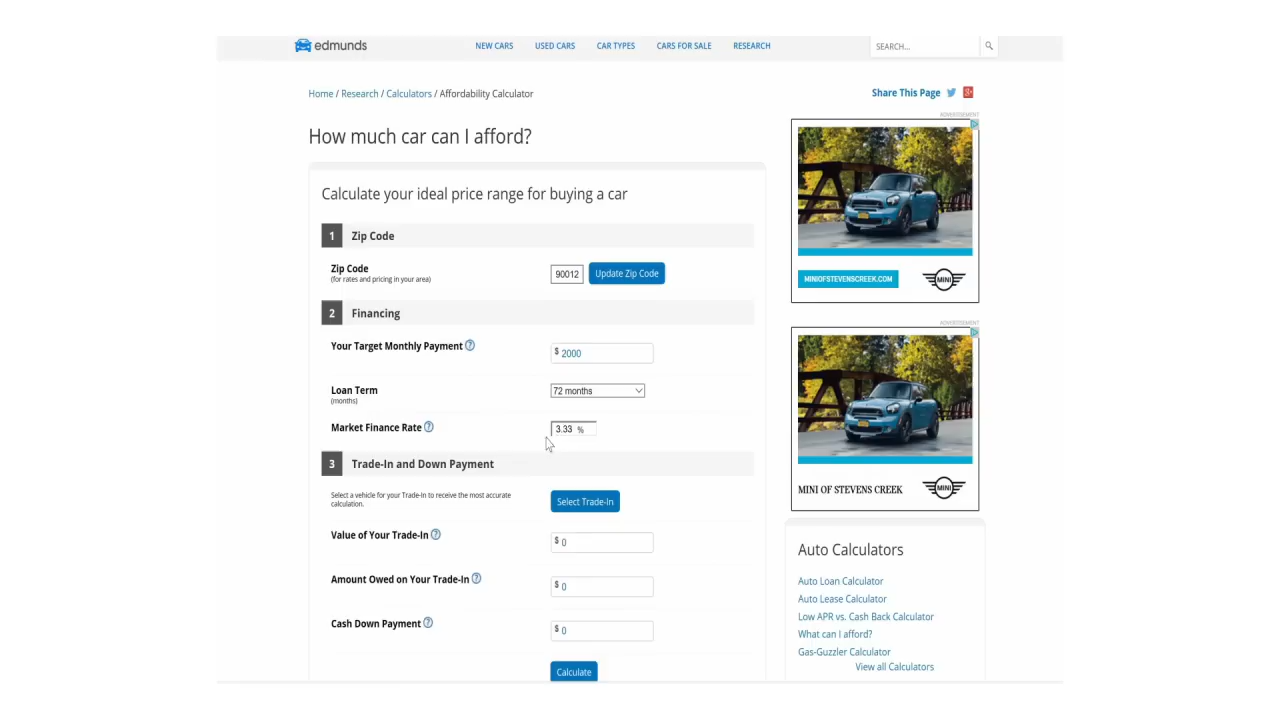 edmunds
NEW CARS USED CARS CAR TYPES CARS FOR SALE RESEARCH
SEARCH...
Home / Research / Calculators / Affordability Calculator
Share This Page
ADVERTISEMENT
How much car can I afford?
Calculate your ideal price range for buying a car
1 Zip Code
Zip Code
(for rates and pricing in your area)
90012 Update Zip Code
2 Financing
Your Target Monthly Payment ? $ 2000
Loan Term
(months)
72 months
Market Finance Rate ? 3.33 %
3 Trade-In and Down Payment
Select a vehicle for your Trade-In to receive the most accurate
calculation.
Select Trade-In
Value of Your Trade-In ? $ 0
Amount Owed on Your Trade-In ? $ 0
Cash Down Payment ? $ 0
Calculate
MINIOFSTEVENSCREEK.COM MINI
ADVERTISEMENT
MINI OF STEVENS CREEK MINI
Auto Calculators
Auto Loan Calculator
Auto Lease Calculator
Low APR vs. Cash Back Calculator
What can I afford?
Gas-Guzzler Calculator
View all Calculators